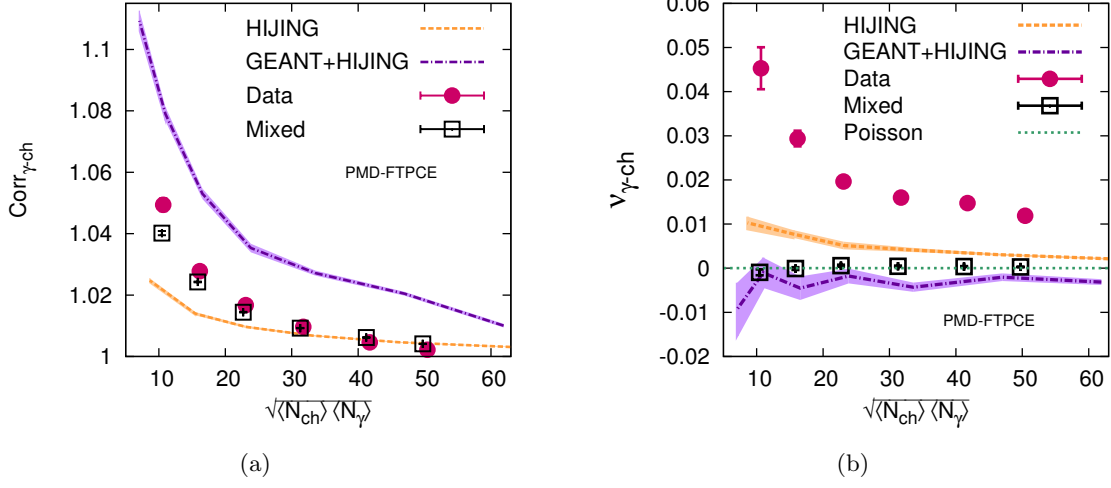 1.1
1.08
1.06
1.04
1.02
1
Corrγ-ch
HIJING
GEANT+HIJING
Data
Mixed
PMD-FTPCE
10 20 30 40 50 60
√⟨Nch⟩ ⟨Nγ⟩
(a)
0.06
0.05
0.04
0.03
0.02
0.01
0
-0.01
-0.02
νγ-ch
HIJING
GEANT+HIJING
Data
Mixed
Poisson
PMD-FTPCE
10 20 30 40 50 60
√⟨Nch⟩ ⟨Nγ⟩
(b)